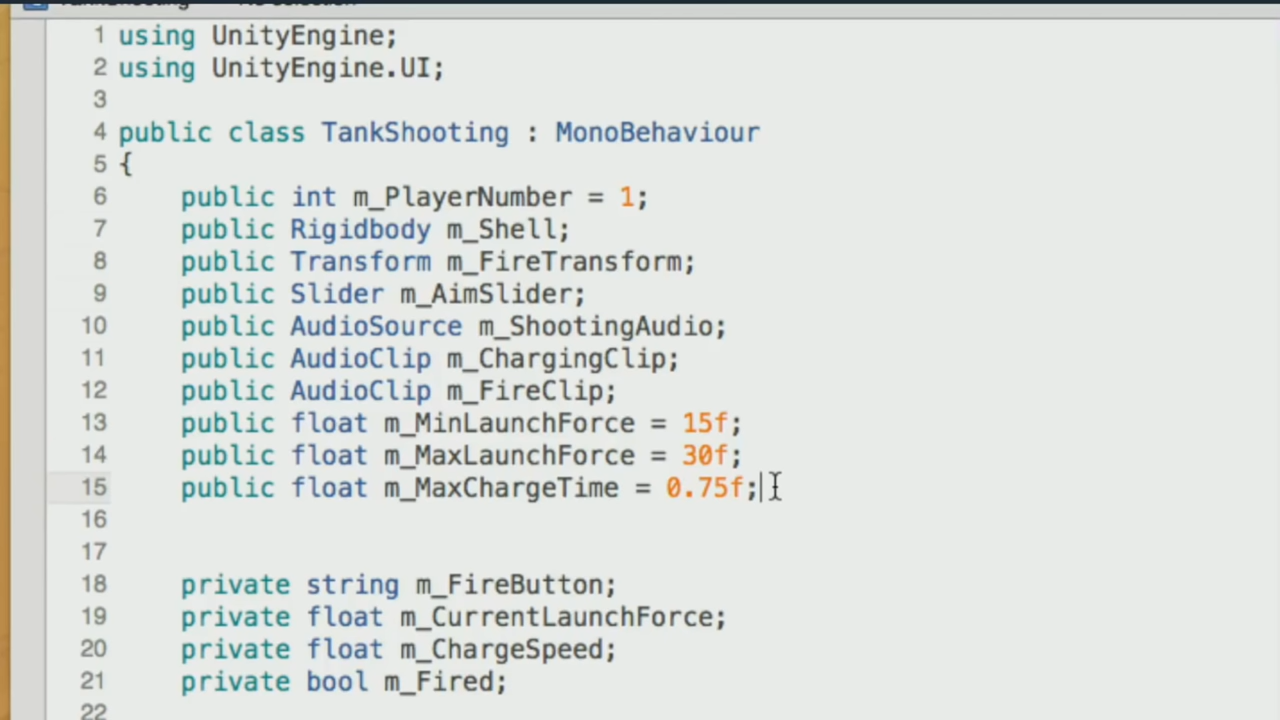 1 using UnityEngine;
2 using UnityEngine.UI;
3
4 public class TankShooting : MonoBehaviour
5 {
6 public int m_PlayerNumber = 1;
7 public Rigidbody m_Shell;
8 public Transform m_FireTransform;
9 public Slider m_AimSlider;
10 public AudioSource m_ShootingAudio;
11 public AudioClip m_ChargingClip;
12 public AudioClip m_FireClip;
13 public float m_MinLaunchForce = 15f;
14 public float m_MaxLaunchForce = 30f;
15 public float m_MaxChargeTime = 0.75f;
16
17
18 private string m_FireButton;
19 private float m_CurrentLaunchForce;
20 private float m_ChargeSpeed;
21 private bool m_Fired;
22